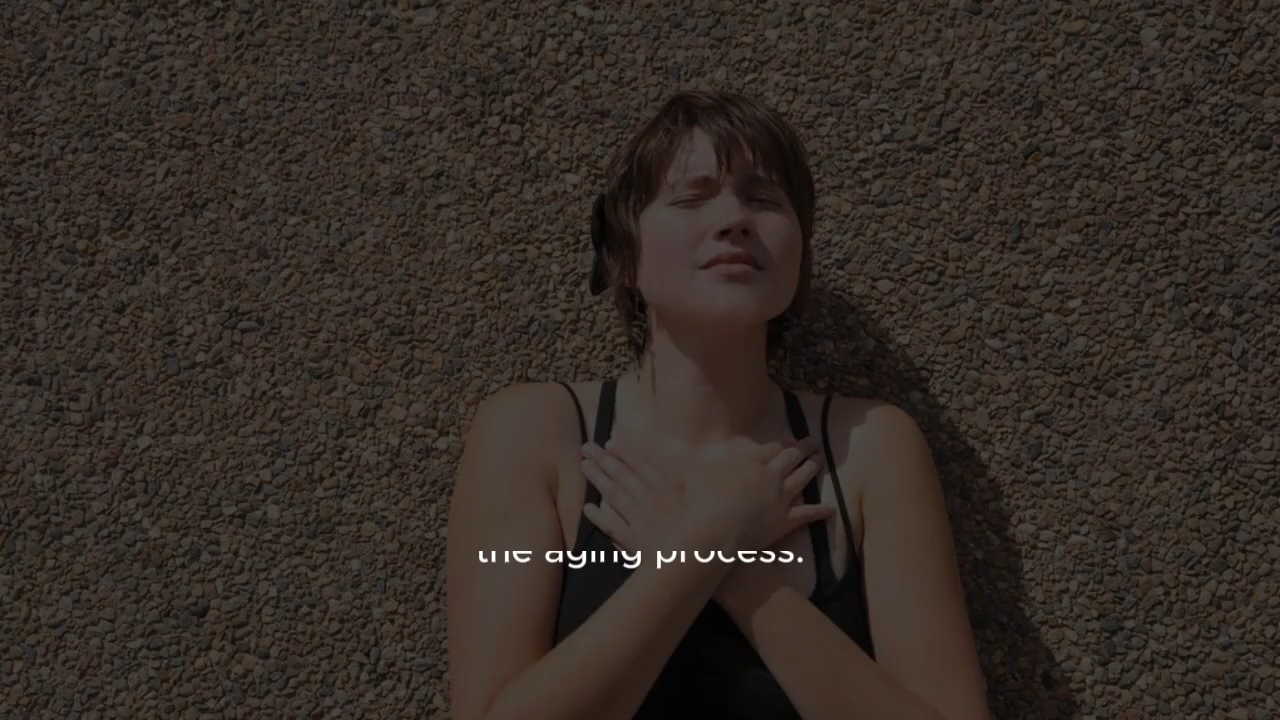 the aging process.